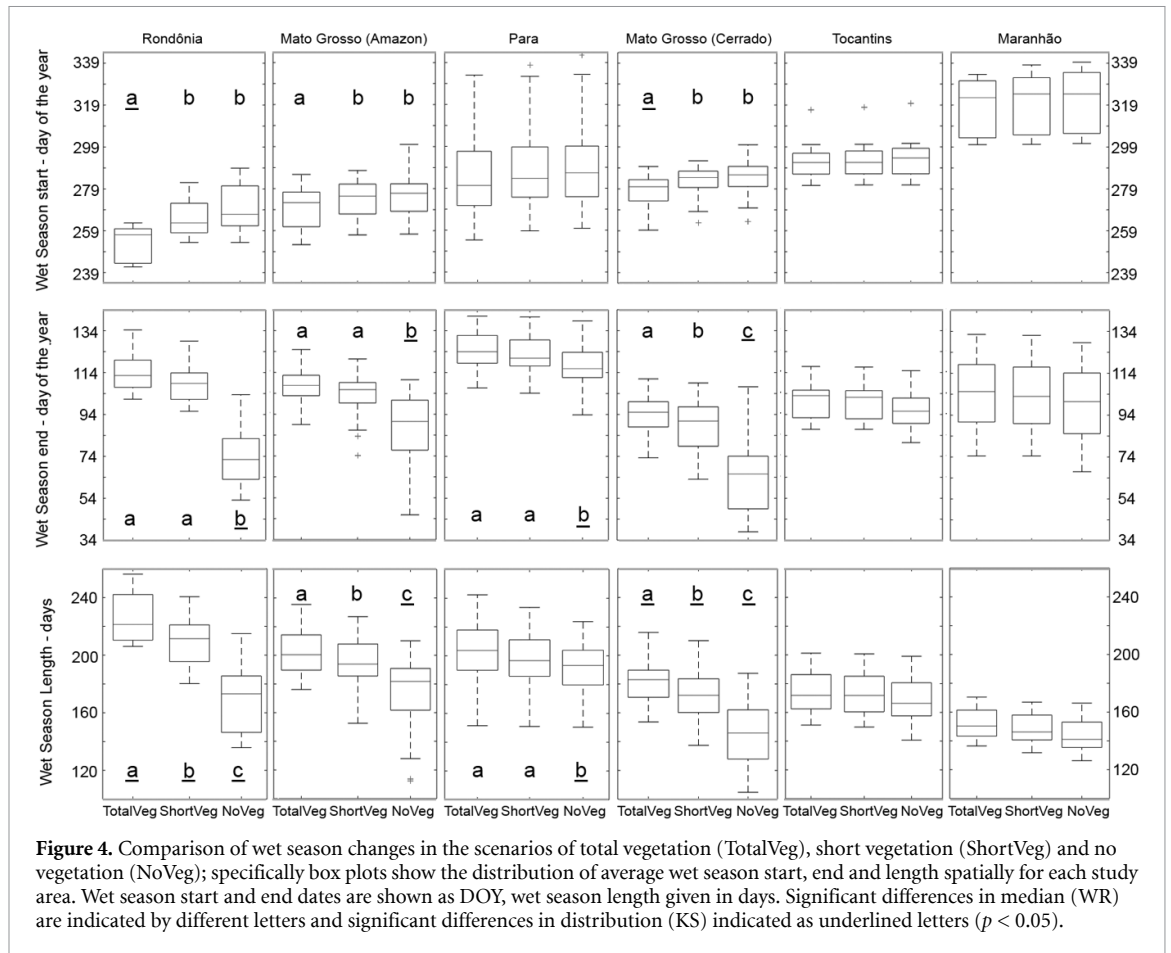 Rondônia Mato Grosso (Amazon) Para Mato Grosso (Cerrado) Tocantins Maranhão
Wet Season start - day of the year
339 339
319 a b b a b b a b b 319
299 299
279 279
259 259
239 239
Wet Season end - day of the year
134 a a b a b c 134
114 114
94 94
74 74
54 54
a a b a a b
34 34
Wet Season Length - days
240 a b c a b c 240
200 200
160 160
120 a b c a a b 120
TotalVeg ShortVeg NoVeg TotalVeg ShortVeg NoVeg TotalVeg ShortVeg NoVeg TotalVeg ShortVeg NoVeg TotalVeg ShortVeg NoVeg TotalVeg ShortVeg NoVeg
Figure 4. Comparison of wet season changes in the scenarios of total vegetation (TotalVeg), short vegetation (ShortVeg) and no
vegetation (NoVeg); specifically box plots show the distribution of average wet season start, end and length spatially for each study
area. Wet season start and end dates are shown as DOY, wet season length given in days. Significant differences in median (WR)
are indicated by different letters and significant differences in distribution (KS) indicated as underlined letters (p < 0.05).